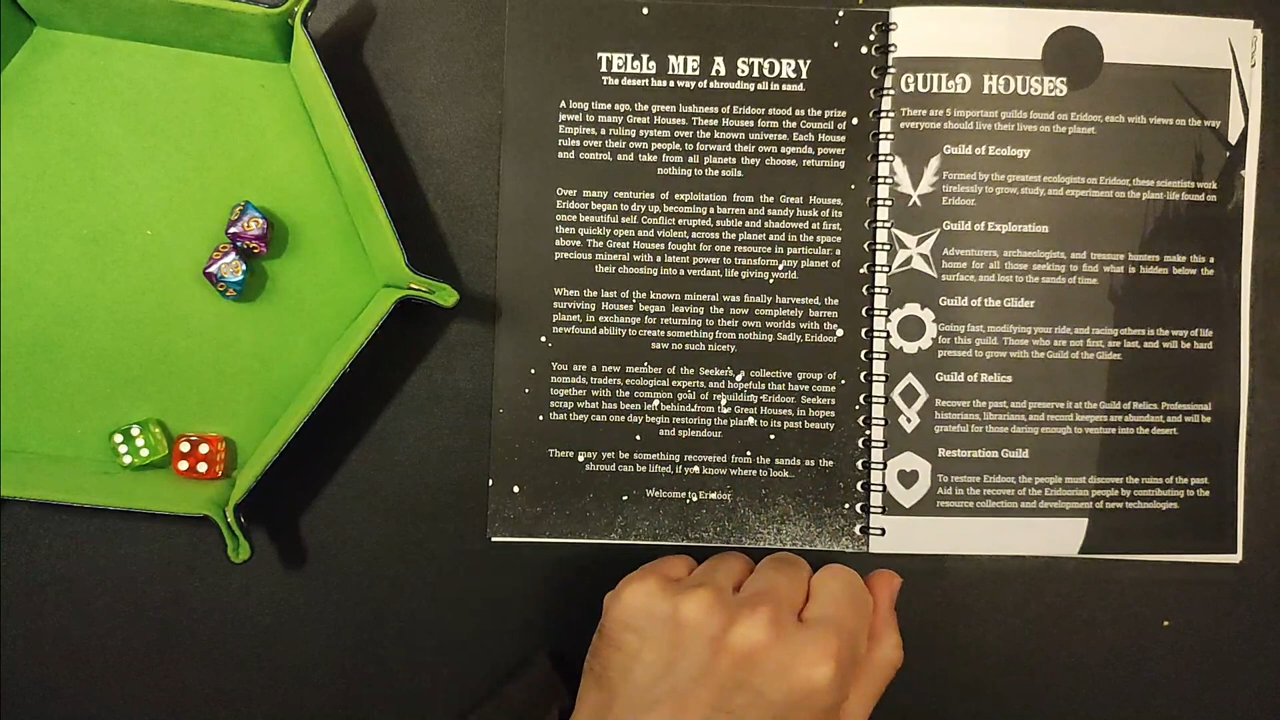 TELL ME A STORY
The desert has a way of shrouding all in sand.
A long time ago, the green lushness of Eridoor stood as the prize
jewel to many Great Houses. These Houses form the Council of
Empires, a ruling system over the known universe. Each House
rules over their own people, to forward their own agenda, power
and control, and take from all planets they choose, returning
nothing to the soils.
Over many centuries of exploitation from the Great Houses,
Eridoor began to dry up, becoming a barren and sandy husk of its
once beautiful self. Conflict erupted, subtle and shadowed at first,
then quickly open and violent, across the planet and in the space
above. The Great Houses fought for one resource in particular: a
precious mineral with a latent power to transform any planet of
their choosing into a verdant, life giving world.
When the last of the known mineral was finally harvested, the
surviving Houses began leaving the now completely barren
planet, in exchange for returning to their own worlds with the
newfound ability to create something from nothing. Sadly, Eridoor
saw no such nicety.
You are a new member of the Seekers, a collective group of
nomads, traders, ecological experts, and hopefuls that have come
together with the common goal of rebuilding Eridoor. Seekers
scrap what has been left behind from the Great Houses, in hopes
that they can one day begin restoring the planet to its past beauty
and splendour.
There may yet be something recovered from the sands as the
shroud can be lifted, if you know where to look...
Welcome to Eridoor
GUILD HOUSES
There are 5 important guilds found on Eridoor, each with views on the way
everyone should live their lives on the planet.
Guild of Ecology
Formed by the greatest ecologists on Eridoor, these scientists work
tirelessly to grow, study, and experiment on the plant-life found on
Eridoor.
Guild of Exploration
Adventurers, archaeologists, and treasure hunters make this a
home for all those seeking to find what is hidden below the
surface, and lost to the sands of time.
Guild of the Glider
Going fast, modifying your ride, and racing others is the way of life
for this guild. Those who are not first, are last, and will be hard
pressed to grow with the Guild of the Glider.
Guild of Relics
Recover the past, and preserve it at the Guild of Relics. Professional
historians, librarians, and record keepers are abundant, and will be
grateful for those daring enough to venture into the desert.
Restoration Guild
To restore Eridoor, the people must discover the ruins of the past.
Aid in the recover of the Eridoorian people by contributing to the
resource collection and development of new technologies.